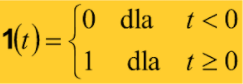 1(t) = { 0 dla t < 0
1 dla t ≥ 0